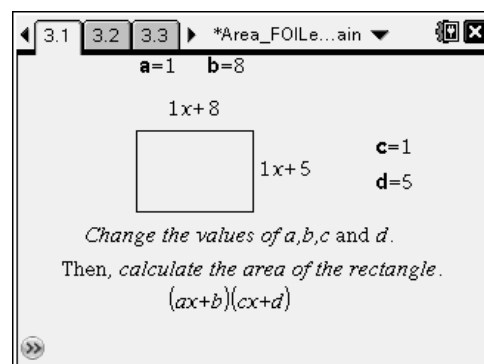 3.1 3.2 3.3 *Area_FOILe...ain
a=1 b=8
1x+8
1x+5
c=1
d=5
Change the values of a,b,c and d.
Then, calculate the area of the rectangle.
(ax+b)(cx+d)